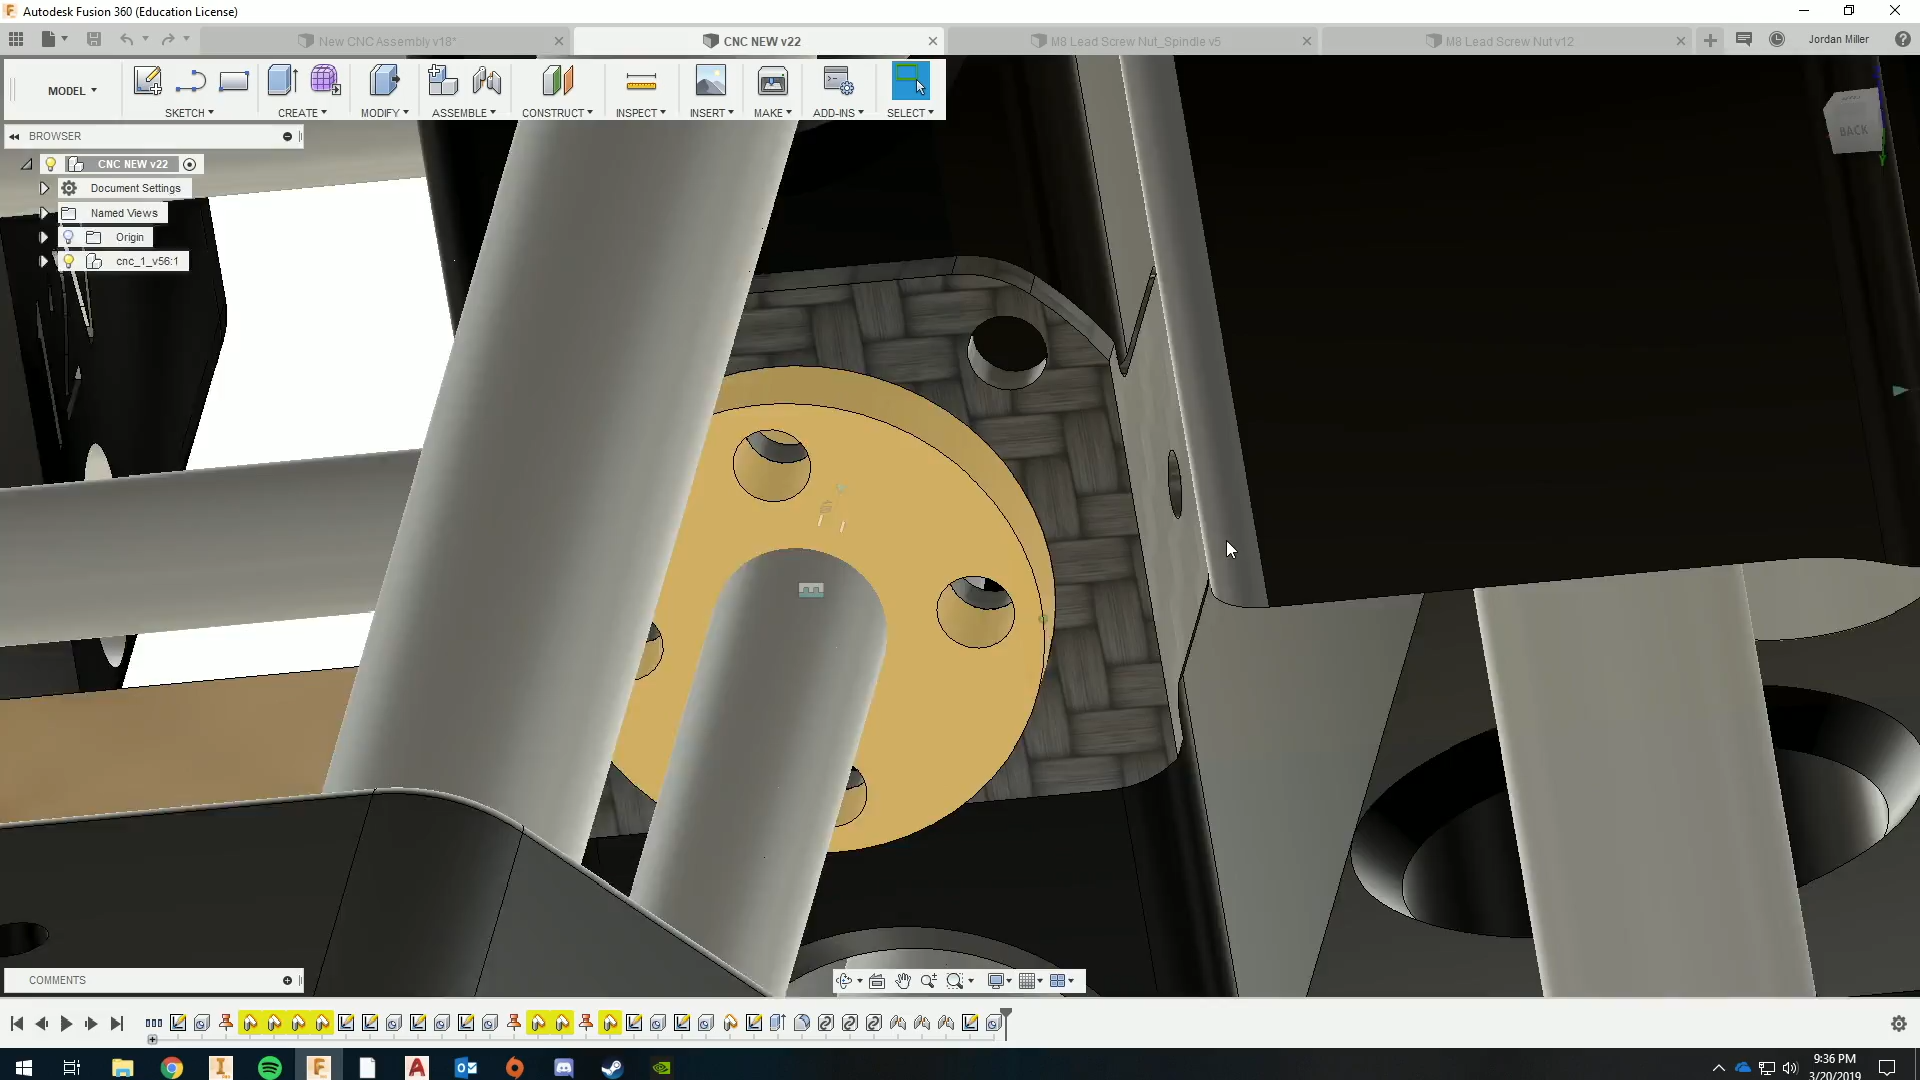 Autodesk Fusion 360 (Education License)
New CNC Assembly v18*
CNC NEW v22
M8 Lead Screw Nut_Spindle v5
M8 Lead Screw Nut v12
Jordan Miller
MODEL
SKETCH
CREATE
MODIFY
ASSEMBLE
CONSTRUCT
INSPECT
INSERT
MAKE
ADD-INS
SELECT
BACK
BROWSER
CNC NEW v22
Document Settings
Named Views
Origin
cnc_1_v56:1
COMMENTS
9:36 PM
3/20/2019